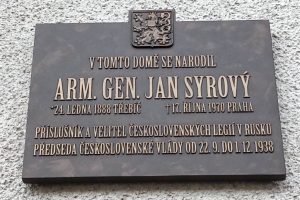 V TOMTO DOMĚ SE NARODIL
ARM. GEN. JAN SYROVÝ
*24. LEDNA 1888 TŘEBÍČ †17. ŘÍJNA 1970 PRAHA
PŘÍSLUŠNÍK A VELITEL ČESKOSLOVENSKÝCH LEGIÍ V RUSKU
PŘEDSEDA ČESKOSLOVENSKÉ VLÁDY OD 22. 9. DO 1. 12. 1938